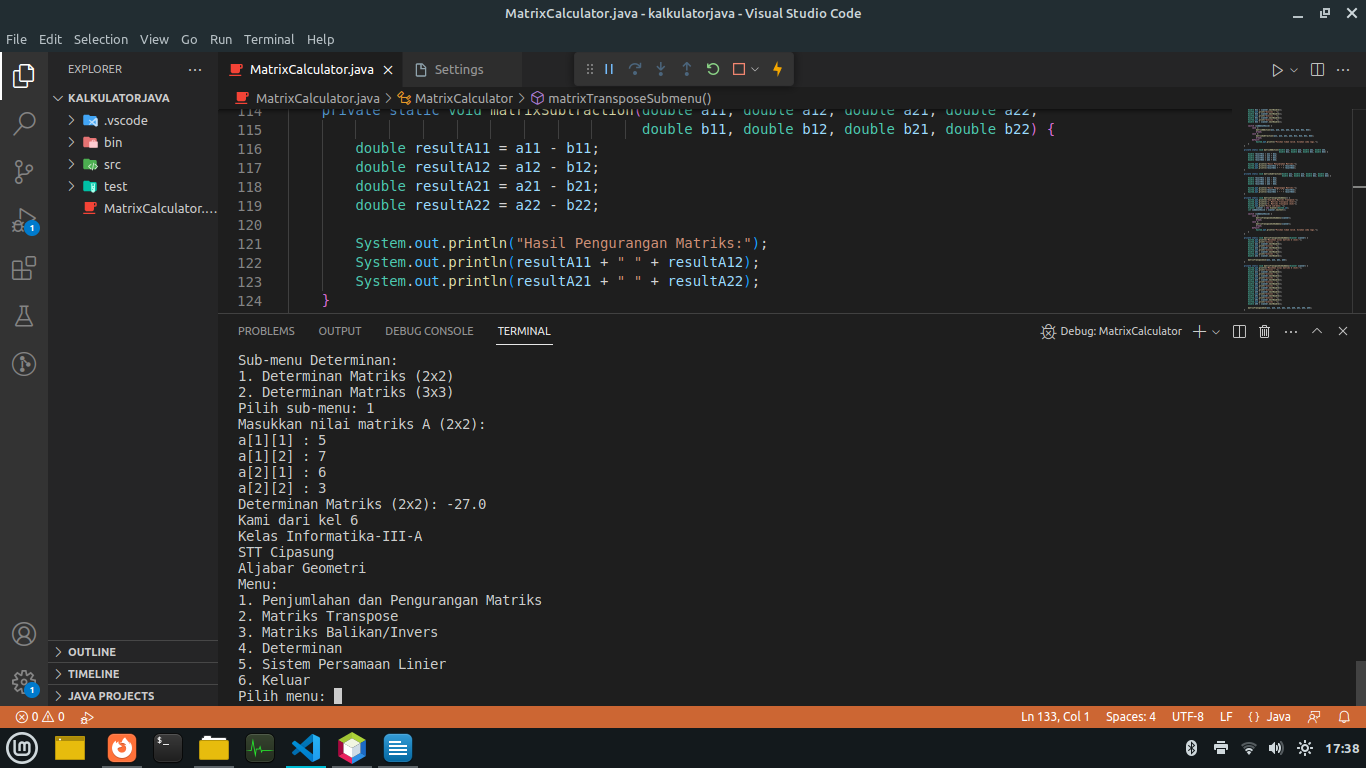 MatrixCalculator.java - kalkulatorjava - Visual Studio Code
File Edit Selection View Go Run Terminal Help
EXPLORER
MatrixCalculator.java
Settings
KALKULATORJAVA
.vscode
bin
src
test
MatrixCalculator....
MatrixCalculator.java > MatrixCalculator > matrixTransposeSubmenu()
114 private static void matrixSubtraction(double a11, double a12, double a21, double a22,
115 double b11, double b12, double b21, double b22) {
116 double resultA11 = a11 - b11;
117 double resultA12 = a12 - b12;
118 double resultA21 = a21 - b21;
119 double resultA22 = a22 - b22;
120
121 System.out.println("Hasil Pengurangan Matriks:");
122 System.out.println(resultA11 + " " + resultA12);
123 System.out.println(resultA21 + " " + resultA22);
124 }
PROBLEMS OUTPUT DEBUG CONSOLE TERMINAL
Debug: MatrixCalculator
Sub-menu Determinan:
1. Determinan Matriks (2x2)
2. Determinan Matriks (3x3)
Pilih sub-menu: 1
Masukkan nilai matriks A (2x2):
a[1][1] : 5
a[1][2] : 7
a[2][1] : 6
a[2][2] : 3
Determinan Matriks (2x2): -27.0
Kami dari kel 6
Kelas Informatika-III-A
STT Cipasung
Aljabar Geometri
Menu:
1. Penjumlahan dan Pengurangan Matriks
2. Matriks Transpose
3. Matriks Balikan/Invers
4. Determinan
5. Sistem Persamaan Linier
6. Keluar
Pilih menu:
OUTLINE
TIMELINE
JAVA PROJECTS
1
1
0 0
Ln 133, Col 1 Spaces: 4 UTF-8 LF {} Java
17:38